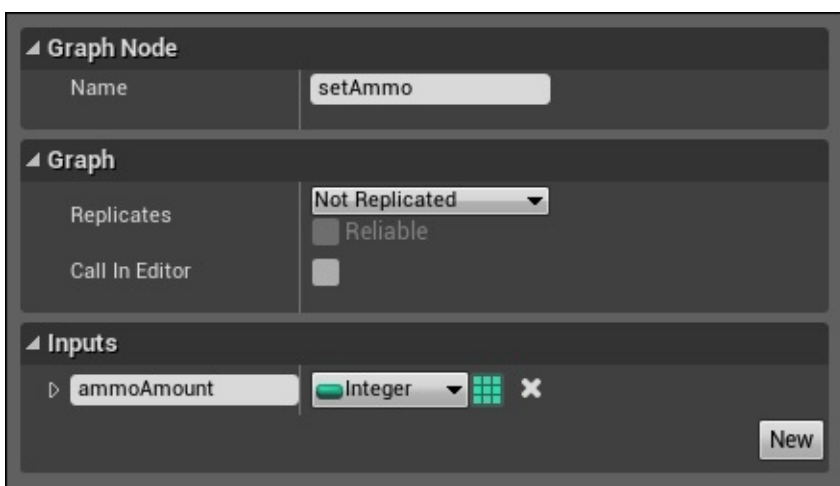 Graph Node
Name setAmmo
Graph
Replicates Not Replicated
Reliable
Call In Editor
Inputs
ammoAmount Integer
New